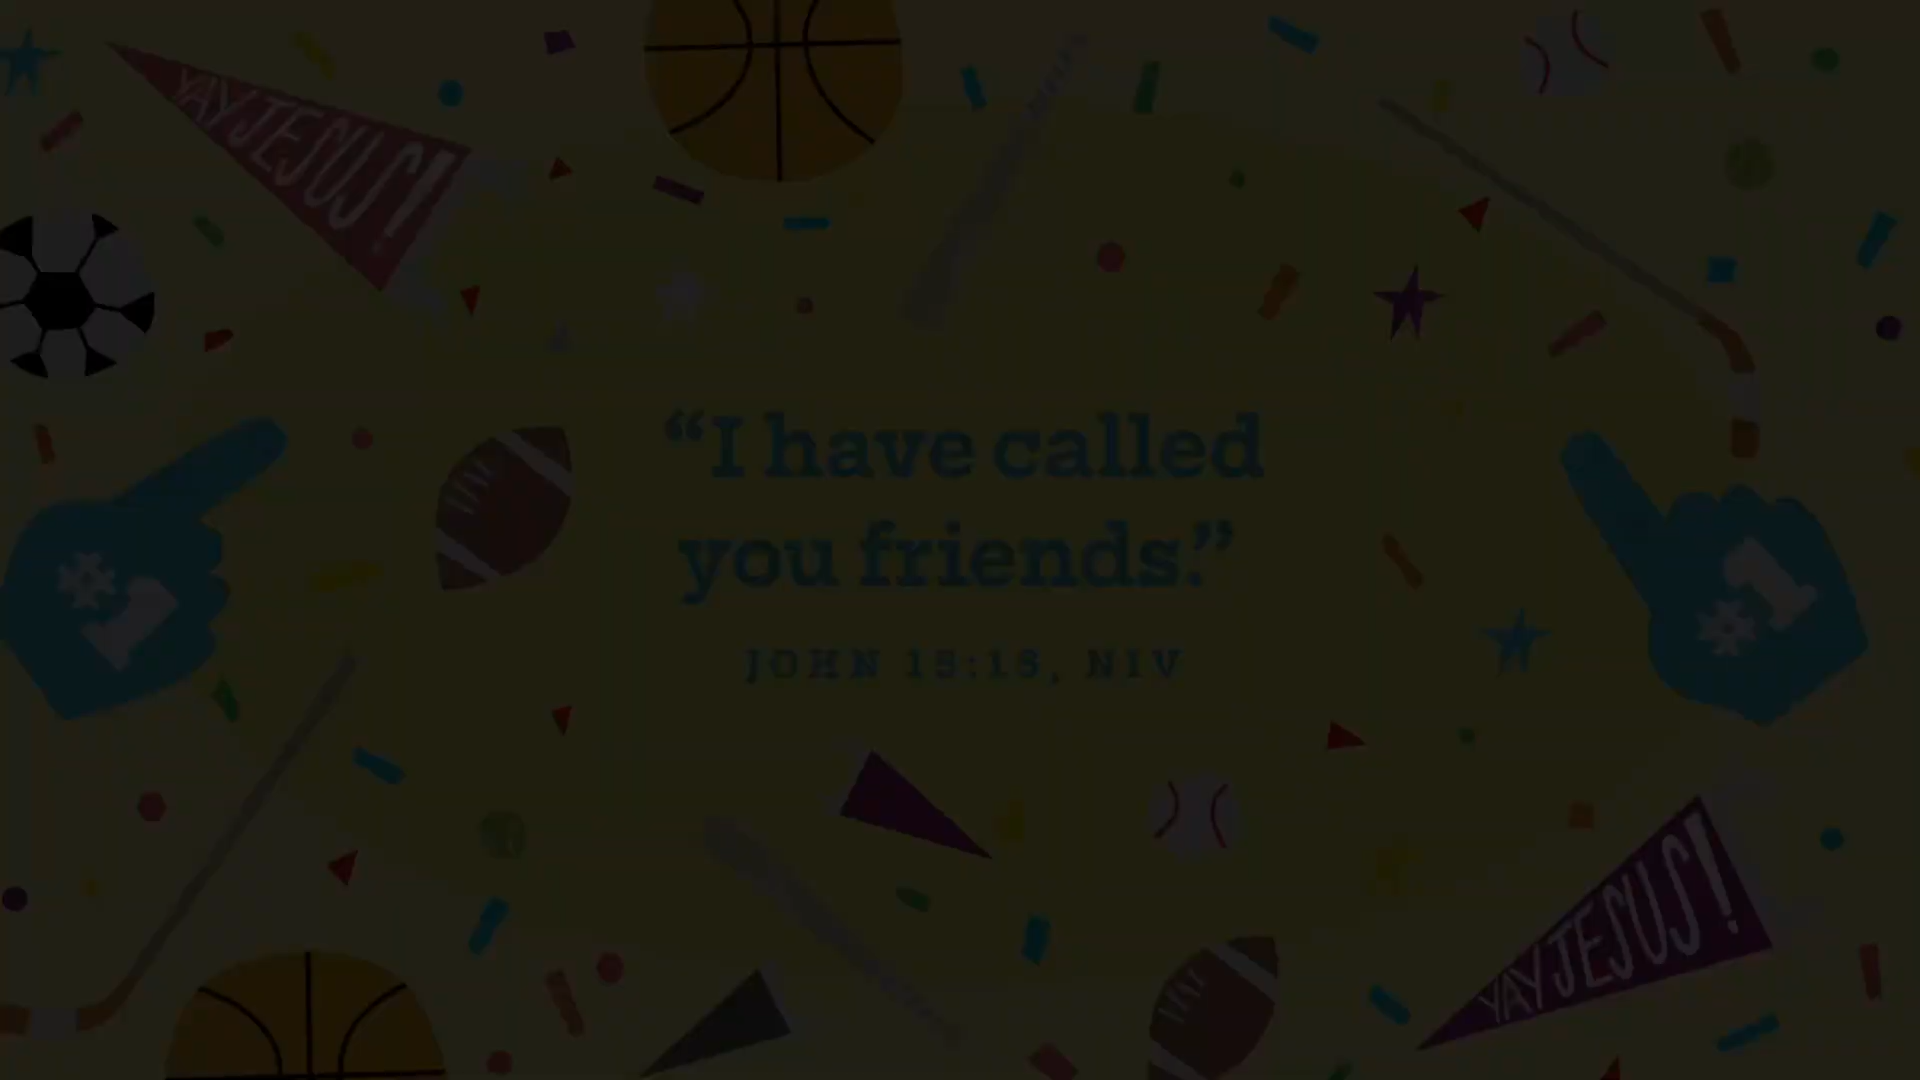 YAY JESUS!
"I have called
you friends."
JOHN 15:15, NIV
#1
#1
YAY JESUS!